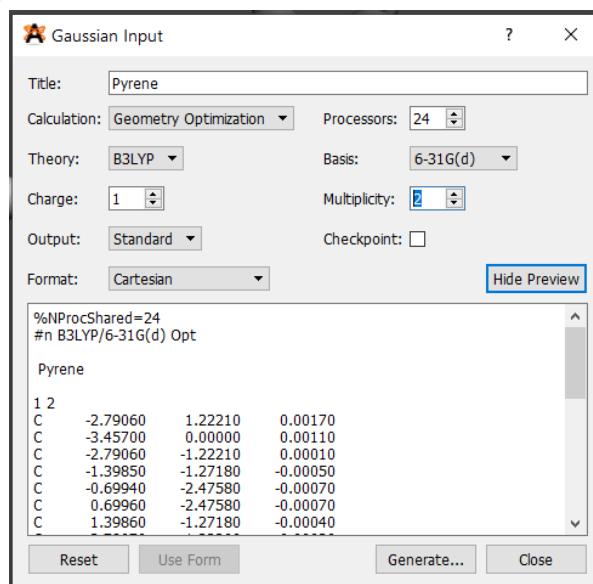 Gaussian Input ? ×
Title: Pyrene
Calculation: Geometry Optimization Processors: 24
Theory: B3LYP Basis: 6-31G(d)
Charge: 1 Multiplicity: 2
Output: Standard Checkpoint:
Format: Cartesian Hide Preview
%NProcShared=24
#n B3LYP/6-31G(d) Opt
Pyrene
1 2
C -2.79060 1.22210 0.00170
C -3.45700 0.00000 0.00110
C -2.79060 -1.22210 0.00010
C -1.39850 -1.27180 -0.00050
C -0.69940 -2.47580 -0.00070
C 0.69960 -2.47580 -0.00070
C 1.39860 -1.27180 -0.00040
Reset Use Form Generate... Close